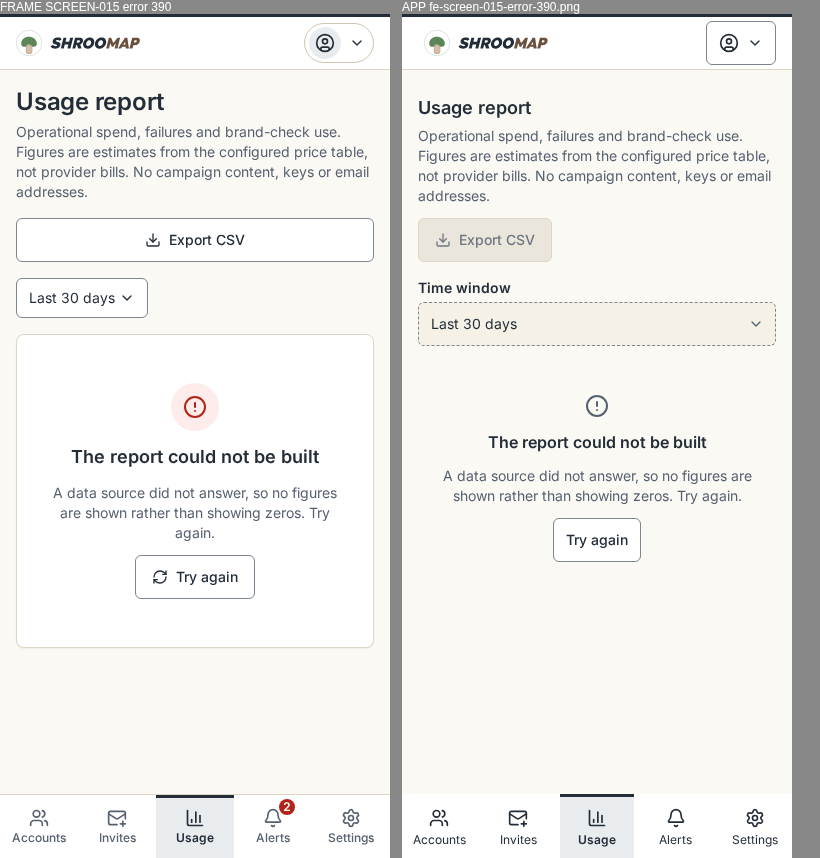 FRAME SCREEN-015 error 390
SHROOMAP
Usage report
Operational spend, failures and brand-check use.
Figures are estimates from the configured price table,
not provider bills. No campaign content, keys or email
addresses.
Export CSV
Last 30 days
The report could not be built
A data source did not answer, so no figures
are shown rather than showing zeros. Try
again.
Try again
Accounts
Invites
Usage
2
Alerts
Settings
APP fe-screen-015-error-390.png
SHROOMAP
Usage report
Operational spend, failures and brand-check use.
Figures are estimates from the configured price table,
not provider bills. No campaign content, keys or email
addresses.
Export CSV
Time window
Last 30 days
The report could not be built
A data source did not answer, so no figures are
shown rather than showing zeros. Try again.
Try again
Accounts
Invites
Usage
Alerts
Settings